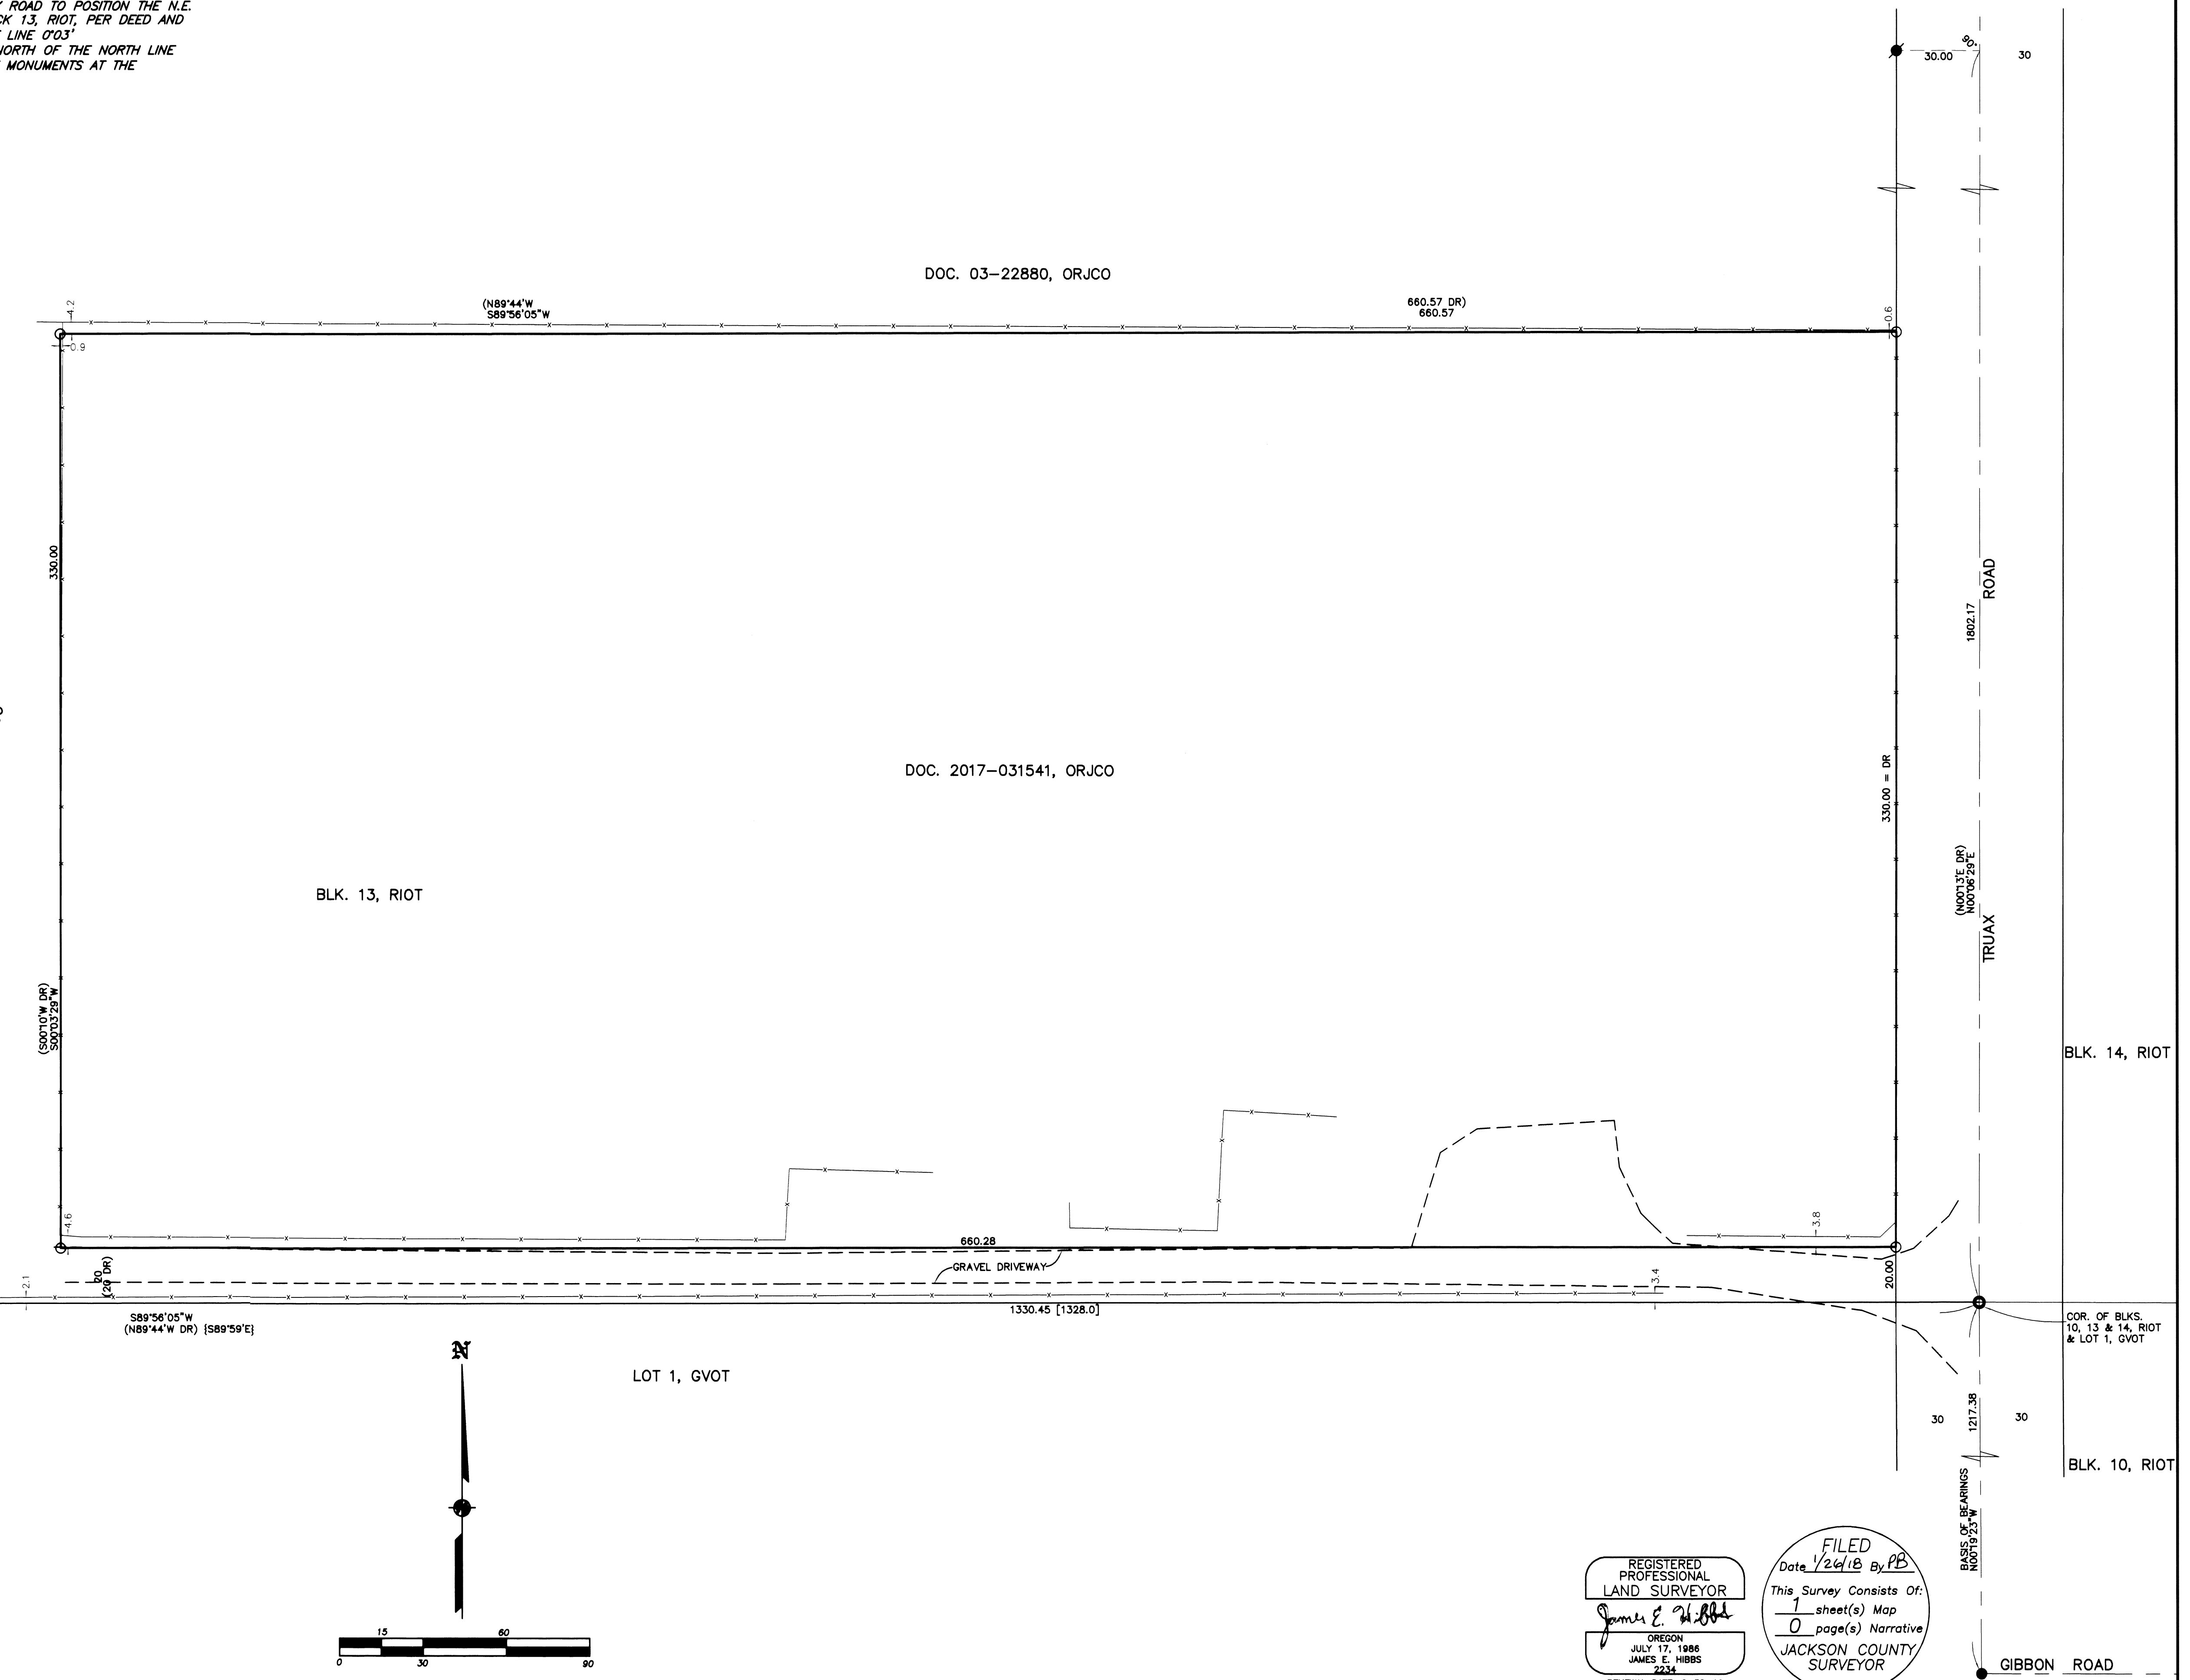 ROAD TO POSITION THE N.E.
CK 13, RIOT, PER DEED AND
LINE 0°03'
NORTH OF THE NORTH LINE
MONUMENTS AT THE
90°
30.00
30
DOC. 03-22880, ORJCO
(N89°44'W
660.57 DR)
S89°56'05"W
660.57
4.2
0.9
0.6
330.00
ROAD
1802.17
DOC. 2017-031541, ORJCO
330.00 = DR
(N00°13'E DR)
N00°06'29"E
BLK. 13, RIOT
TRUAX
(S00°10'W DR)
S00°03'29"W
BLK. 14, RIOT
4.6
3.8
660.28
GRAVEL DRIVEWAY
2.1
20
(20 DR)
3.4
20.00
1330.45 [1328.0]
S89°56'05"W
(N89°44'W DR) {S89°59'E}
COR. OF BLKS.
10, 13 & 14, RIOT
& LOT 1, GVOT
N
LOT 1, GVOT
30
1217.38
30
BLK. 10, RIOT
BASIS OF BEARINGS
N00°19'23"W
15
60
0
30
90
REGISTERED
PROFESSIONAL
LAND SURVEYOR
James E. Hibbs
OREGON
JULY 17, 1986
JAMES E. HIBBS
2234
FILED
Date 1/26/18 By PB
This Survey Consists Of:
1 sheet(s) Map
0 page(s) Narrative
JACKSON COUNTY
SURVEYOR
GIBBON ROAD